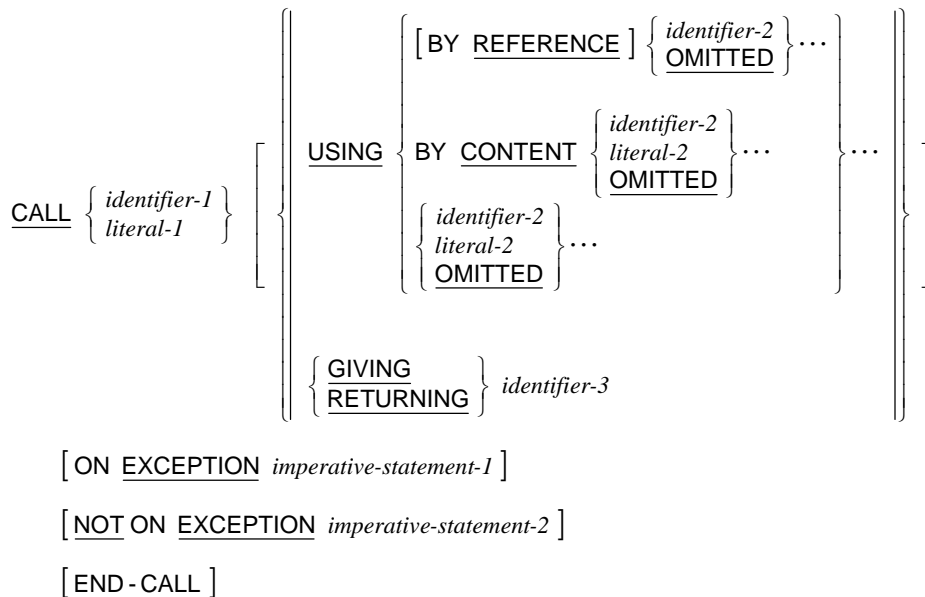 [ BY REFERENCE ] { identifier-2
OMITTED } ···
USING
BY CONTENT { identifier-2
literal-2
OMITTED } ··· ···
CALL { identifier-1
literal-1 }
{ identifier-2
literal-2
OMITTED } ···
{ GIVING
RETURNING } identifier-3
[ ON EXCEPTION imperative-statement-1 ]
[ NOT ON EXCEPTION imperative-statement-2 ]
[ END - CALL ]